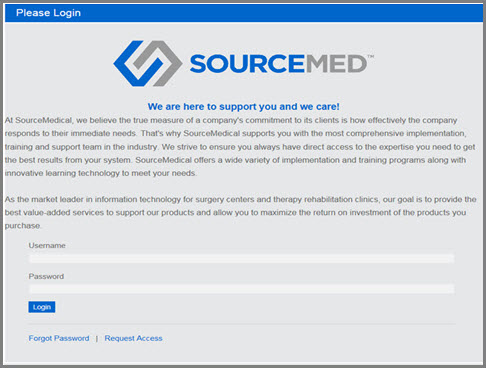 Please Login
SOURCEMED™
We are here to support you and we care!
At SourceMedical, we believe the true measure of a company's commitment to its clients is how effectively the company
responds to their immediate needs. That's why SourceMedical supports you with the most comprehensive implementation,
training and support team in the industry. We strive to ensure you always have direct access to the expertise you need to get
the best results from your system. SourceMedical offers a wide variety of implementation and training programs along with
innovative learning technology to meet your needs.
As the market leader in information technology for surgery centers and therapy rehabilitation clinics, our goal is to provide the
best value-added services to support our products and allow you to maximize the return on investment of the products you
purchase.
Username
Password
Login
Forgot Password | Request Access